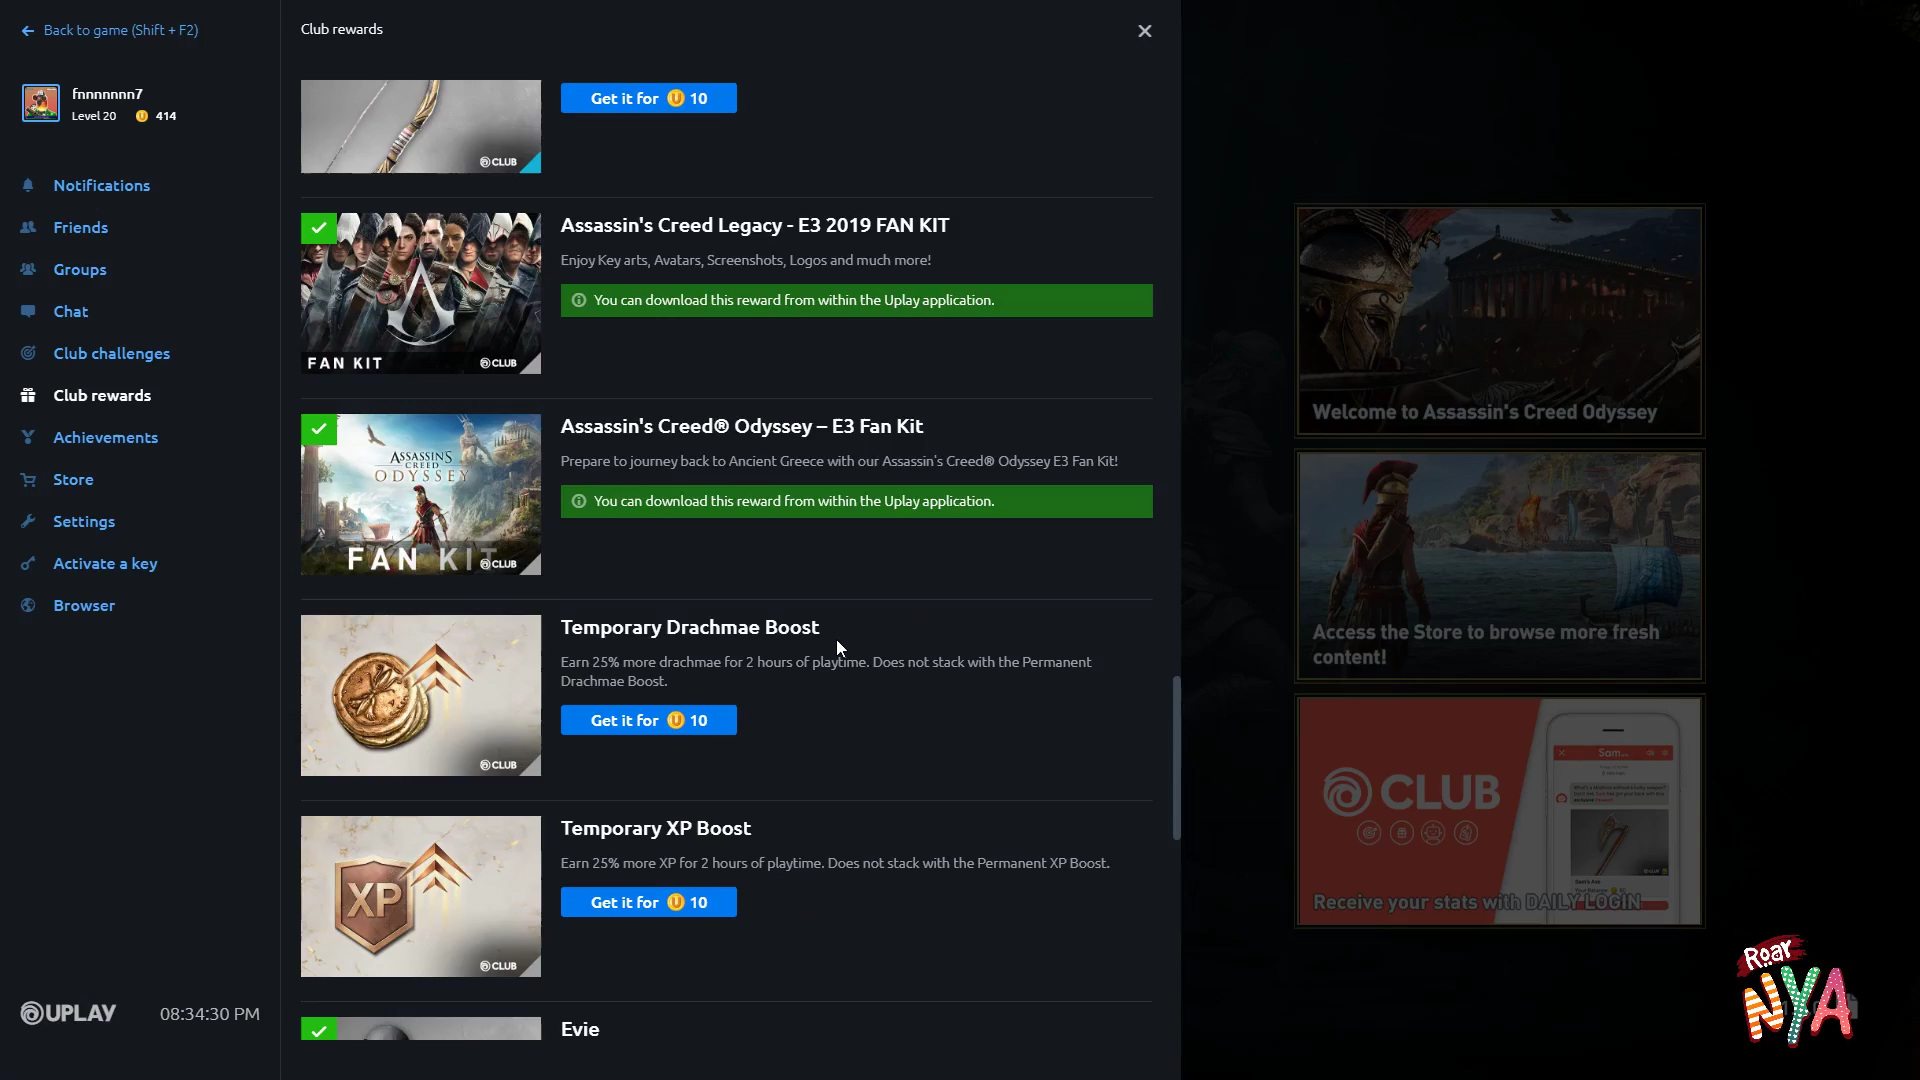 Back to game (Shift + F2)
fnnnnnnn7
Level 20 414
Notifications
Friends
Groups
Chat
Club challenges
Club rewards
Achievements
Store
Settings
Activate a key
Browser
UPLAY 08:34:30 PM
Club rewards
Get it for 10
CLUB
Assassin's Creed Legacy - E3 2019 FAN KIT
Enjoy Key arts, Avatars, Screenshots, Logos and much more!
You can download this reward from within the Uplay application.
FAN KIT CLUB
Assassin's Creed® Odyssey – E3 Fan Kit
Prepare to journey back to Ancient Greece with our Assassin's Creed® Odyssey E3 Fan Kit!
You can download this reward from within the Uplay application.
ASSASSIN'S
CREED
ODYSSEY
FAN KIT CLUB
Temporary Drachmae Boost
Earn 25% more drachmae for 2 hours of playtime. Does not stack with the Permanent
Drachmae Boost.
Get it for 10
CLUB
Temporary XP Boost
Earn 25% more XP for 2 hours of playtime. Does not stack with the Permanent XP Boost.
Get it for 10
XP
CLUB
Evie
Welcome to Assassin's Creed Odyssey
Access the Store to browse more fresh
content!
CLUB
Sam...
Receive your stats with DAILY LOGIN
Roar
NYA